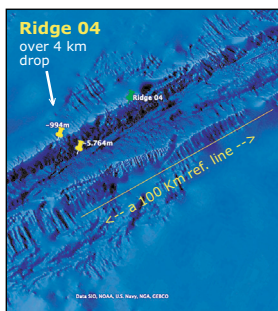 Ridge 04
over 4 km
drop
Ridge 04
-994m
-5.764m
<-- a 100 Km ref. line -->
Data SIO, NOAA, U.S. Navy, NGA, GEBCO